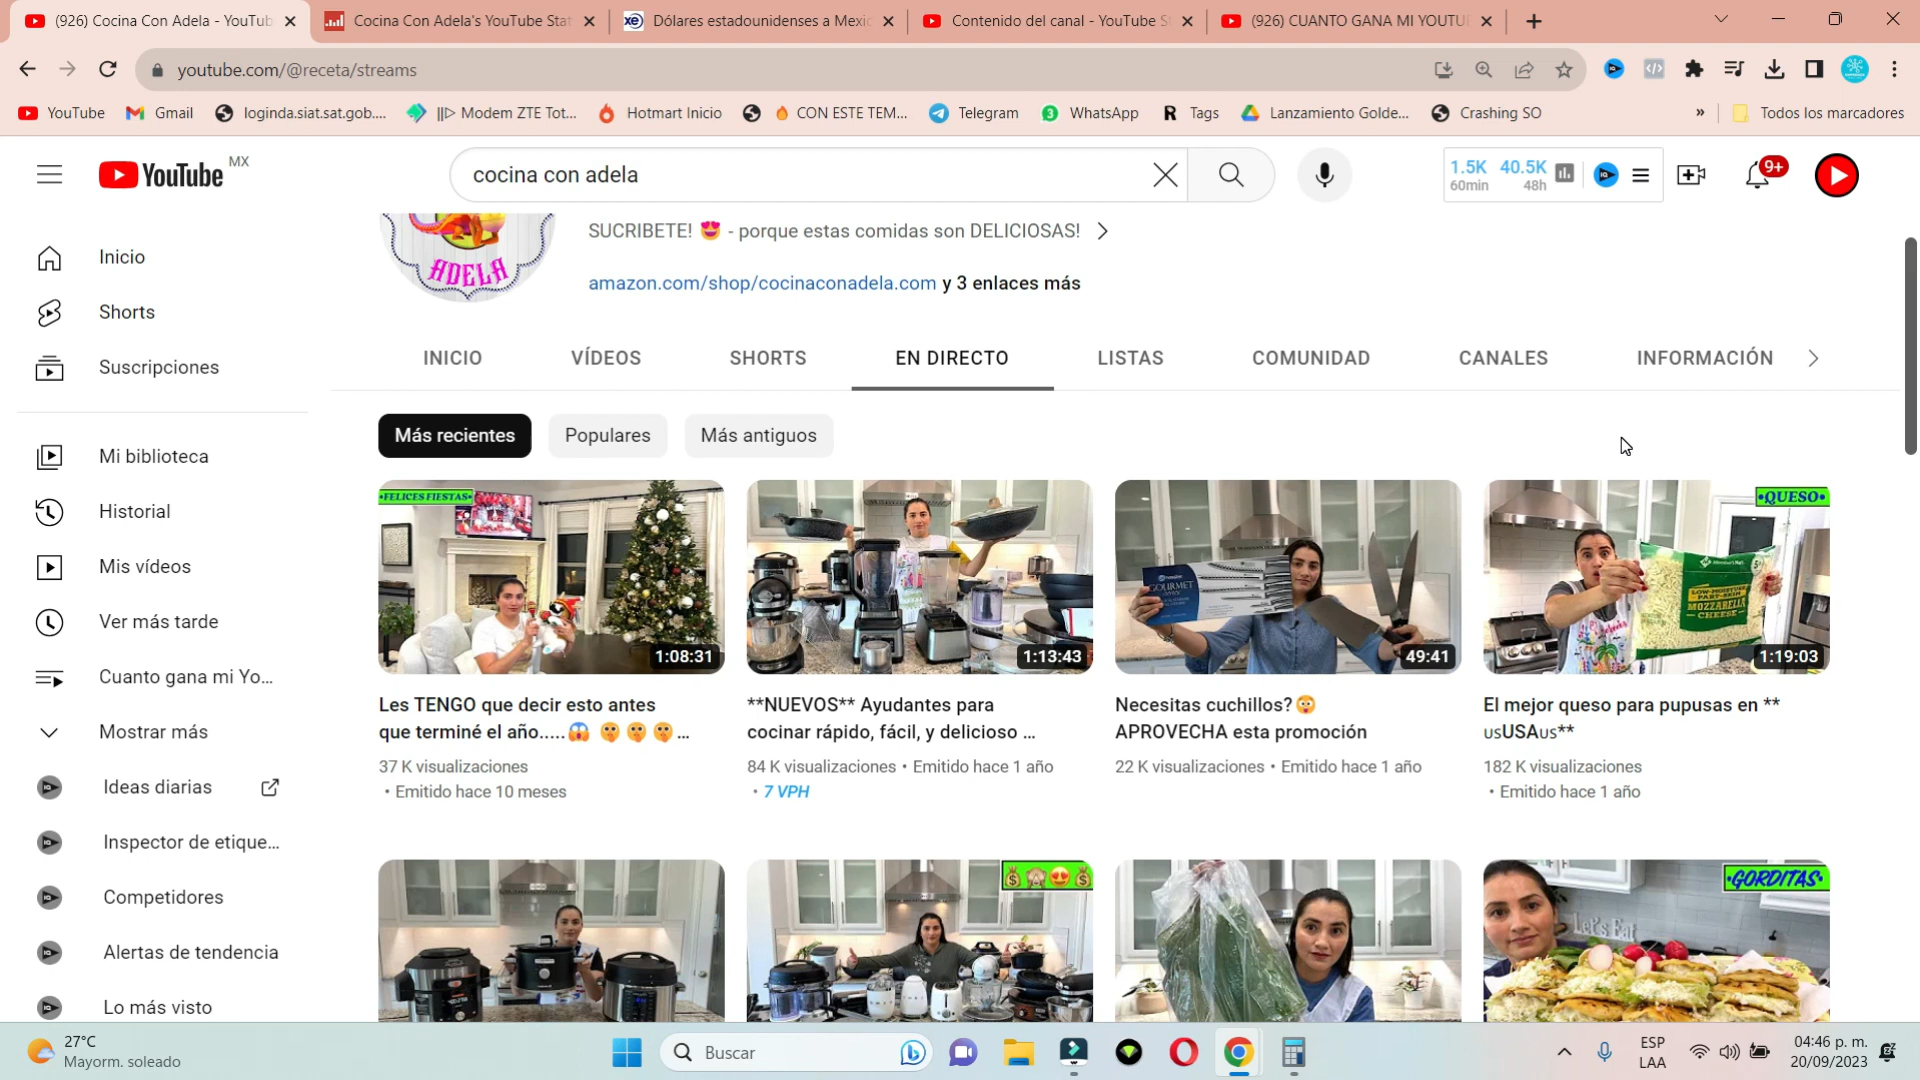 (926) Cocina Con Adela - YouTub
Cocina Con Adela's YouTube Stat
Dólares estadounidenses a Mexic
Contenido del canal - YouTube S
(926) CUANTO GANA MI YOUTU
youtube.com/@receta/streams
YouTube
Gmail
loginda.siat.sat.gob....
||▷ Modem ZTE Tot...
Hotmart Inicio
CON ESTE TEM...
Telegram
WhatsApp
Tags
Lanzamiento Golde...
Crashing SO
»
Todos los marcadores
YouTube MX
cocina con adela
1.5K 40.5K
60min 48h
9+
Inicio
Shorts
Suscripciones
Mi biblioteca
Historial
Mis vídeos
Ver más tarde
Cuanto gana mi Yo...
Mostrar más
Ideas diarias
Inspector de etique...
Competidores
Alertas de tendencia
Lo más visto
ADELA
SUCRIBETE! 😍 - porque estas comidas son DELICIOSAS!
amazon.com/shop/cocinaconadela.com y 3 enlaces más
INICIO
VÍDEOS
SHORTS
EN DIRECTO
LISTAS
COMUNIDAD
CANALES
INFORMACIÓN
Más recientes
Populares
Más antiguos
•FELICES FIESTAS•
1:08:31
1:13:43
GOURMET
49:41
•QUESO•
LOW-MOISTURE
PART-SKIM
MOZZARELLA
CHEESE
1:19:03
Les TENGO que decir esto antes
que terminé el año.....😱 🤫 🤫 🤫 ...
37 K visualizaciones
• Emitido hace 10 meses
**NUEVOS** Ayudantes para
cocinar rápido, fácil, y delicioso ...
84 K visualizaciones • Emitido hace 1 año
• 7 VPH
Necesitas cuchillos?😳
APROVECHA esta promoción
22 K visualizaciones • Emitido hace 1 año
El mejor queso para pupusas en **
🇺🇸USA🇺🇸**
182 K visualizaciones
• Emitido hace 1 año
Let's Eat
•GORDITAS•
27°C
Mayorm. soleado
Buscar
ESP
LAA
04:46 p. m.
20/09/2023